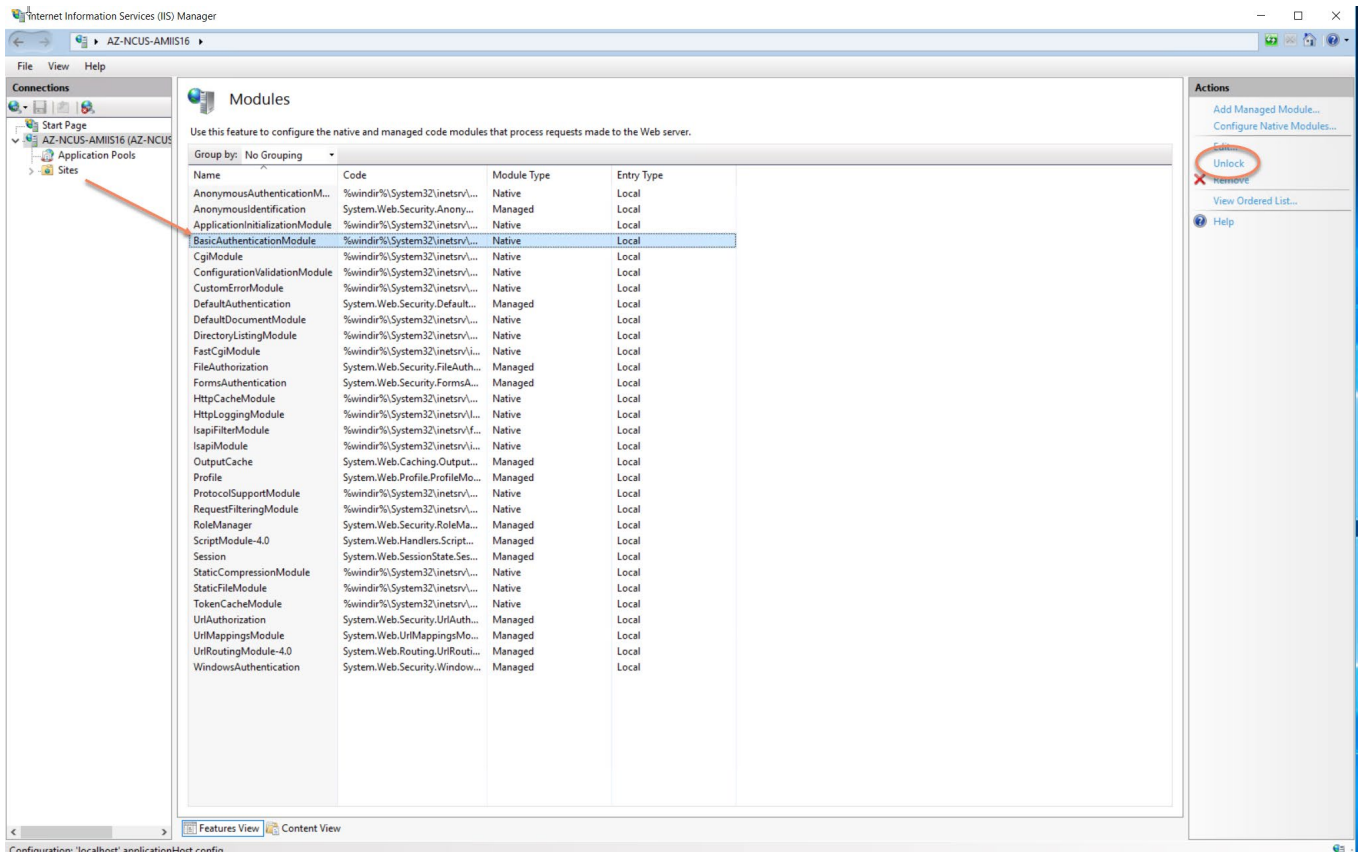 Internet Information Services (IIS) Manager
AZ-NCUS-AMIIS16
File View Help
Connections
Start Page
AZ-NCUS-AMIIS16 (AZ-NCUS
Application Pools
Sites
Modules
Use this feature to configure the native and managed code modules that process requests made to the Web server.
Group by: No Grouping
Name Code Module Type Entry Type
AnonymousAuthenticationM... %windir%\System32\inetsrv\... Native Local
AnonymousIdentification System.Web.Security.Anony... Managed Local
ApplicationInitializationModule %windir%\System32\inetsrv\... Native Local
BasicAuthenticationModule %windir%\System32\inetsrv\... Native Local
CgiModule %windir%\System32\inetsrv\... Native Local
ConfigurationValidationModule %windir%\System32\inetsrv\... Native Local
CustomErrorModule %windir%\System32\inetsrv\... Native Local
DefaultAuthentication System.Web.Security.Default... Managed Local
DefaultDocumentModule %windir%\System32\inetsrv\... Native Local
DirectoryListingModule %windir%\System32\inetsrv\... Native Local
FastCgiModule %windir%\System32\inetsrv\i... Native Local
FileAuthorization System.Web.Security.FileAuth... Managed Local
FormsAuthentication System.Web.Security.FormsA... Managed Local
HttpCacheModule %windir%\System32\inetsrv\... Native Local
HttpLoggingModule %windir%\System32\inetsrv\l... Native Local
IsapiFilterModule %windir%\System32\inetsrv\f... Native Local
IsapiModule %windir%\System32\inetsrv\i... Native Local
OutputCache System.Web.Caching.Output... Managed Local
Profile System.Web.Profile.ProfileMo... Managed Local
ProtocolSupportModule %windir%\System32\inetsrv\... Native Local
RequestFilteringModule %windir%\System32\inetsrv\... Native Local
RoleManager System.Web.Security.RoleMa... Managed Local
ScriptModule-4.0 System.Web.Handlers.Script... Managed Local
Session System.Web.SessionState.Ses... Managed Local
StaticCompressionModule %windir%\System32\inetsrv\... Native Local
StaticFileModule %windir%\System32\inetsrv\... Native Local
TokenCacheModule %windir%\System32\inetsrv\... Native Local
UrlAuthorization System.Web.Security.UrlAuth... Managed Local
UrlMappingsModule System.Web.UrlMappingsMo... Managed Local
UrlRoutingModule-4.0 System.Web.Routing.UrlRouti... Managed Local
WindowsAuthentication System.Web.Security.Window... Managed Local
Features View Content View
Actions
Add Managed Module...
Configure Native Modules...
Edit...
Unlock
Remove
View Ordered List...
Help
Configuration: 'localhost' applicationHost.config